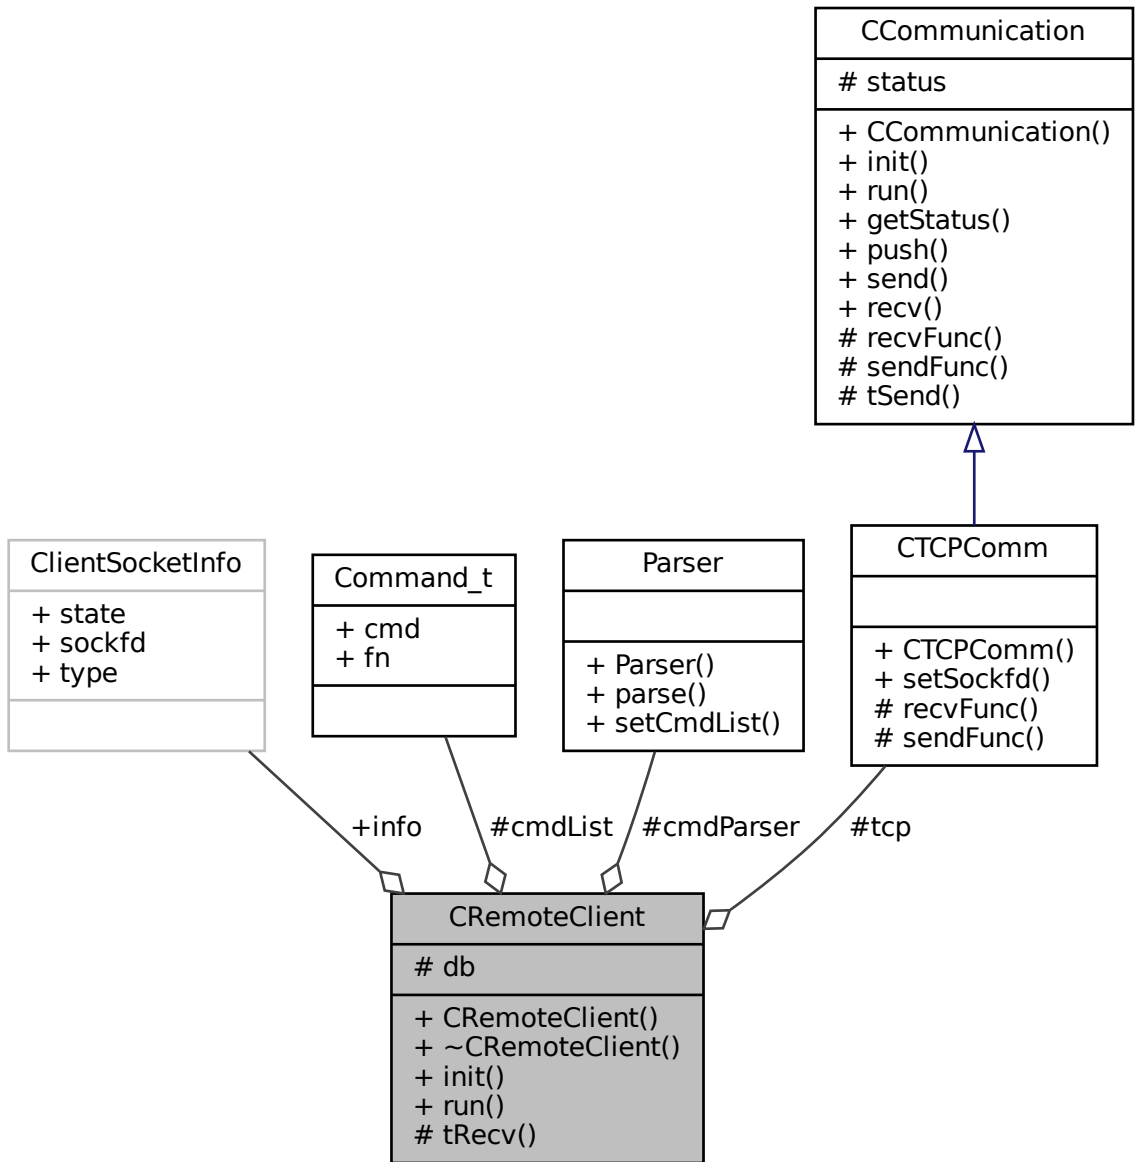 CCommunication
# status
+ CCommunication()
+ init()
+ run()
+ getStatus()
+ push()
+ send()
+ recv()
# recvFunc()
# sendFunc()
# tSend()
ClientSocketInfo
+ state
+ sockfd
+ type
Command_t
+ cmd
+ fn
Parser
+ Parser()
+ parse()
+ setCmdList()
CTCPComm
+ CTCPComm()
+ setSockfd()
# recvFunc()
# sendFunc()
+info
#cmdList
#cmdParser
#tcp
CRemoteClient
# db
+ CRemoteClient()
+ ~CRemoteClient()
+ init()
+ run()
# tRecv()